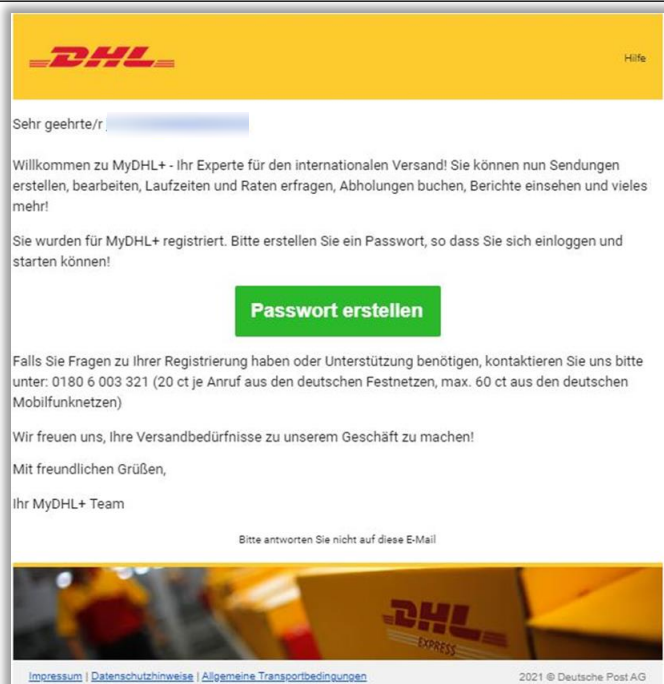 DHL
Hilfe
Sehr geehrte/r
Willkommen zu MyDHL+ - Ihr Experte für den internationalen Versand! Sie können nun Sendungen
erstellen, bearbeiten, Laufzeiten und Raten erfragen, Abholungen buchen, Berichte einsehen und vieles
mehr!
Sie wurden für MyDHL+ registriert. Bitte erstellen Sie ein Passwort, so dass Sie sich einloggen und
starten können!
Passwort erstellen
Falls Sie Fragen zu Ihrer Registrierung haben oder Unterstützung benötigen, kontaktieren Sie uns bitte
unter: 0180 6 003 321 (20 ct je Anruf aus den deutschen Festnetzen, max. 60 ct aus den deutschen
Mobilfunknetzen)
Wir freuen uns, Ihre Versandbedürfnisse zu unserem Geschäft zu machen!
Mit freundlichen Grüßen,
Ihr MyDHL+ Team
Bitte antworten Sie nicht auf diese E-Mail
DHL
EXPRESS
Impressum | Datenschutzhinweise | Allgemeine Transportbedingungen
2021 © Deutsche Post AG